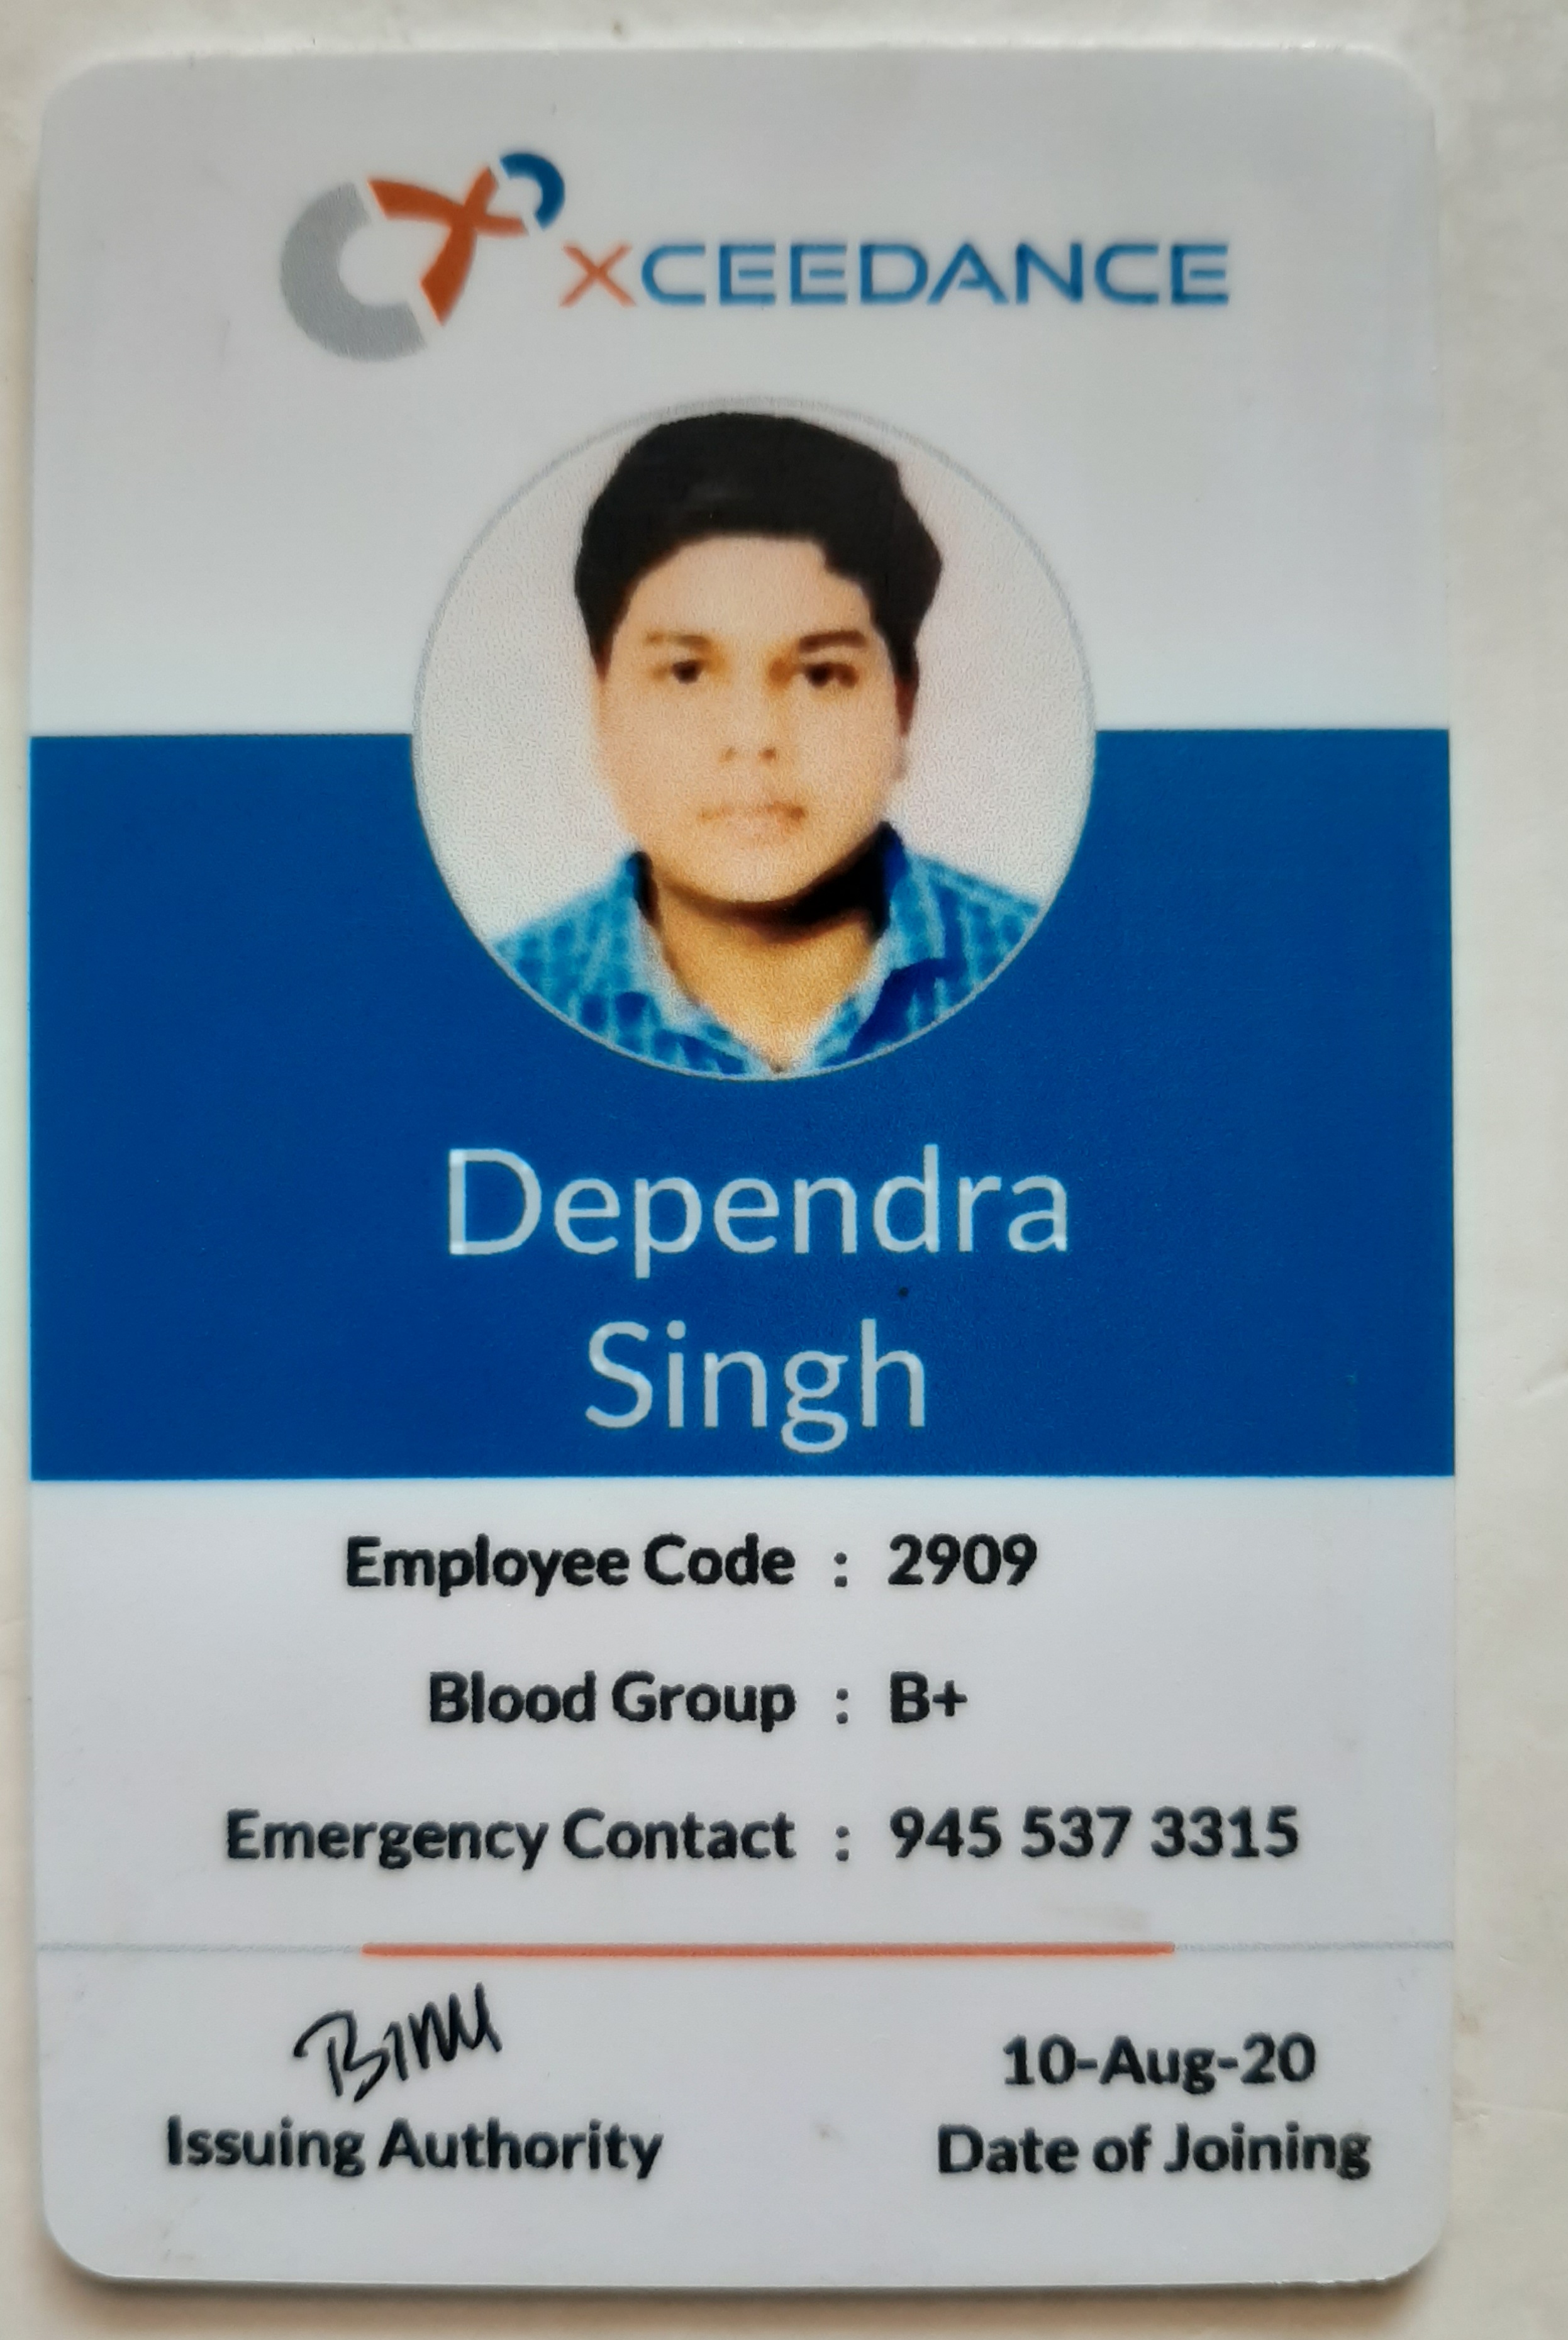 XCEEDANCE
Dependra
Singh
Employee Code : 2909
Blood Group : B+
Emergency Contact : 945 537 3315
Binu
Issuing Authority
10-Aug-20
Date of Joining